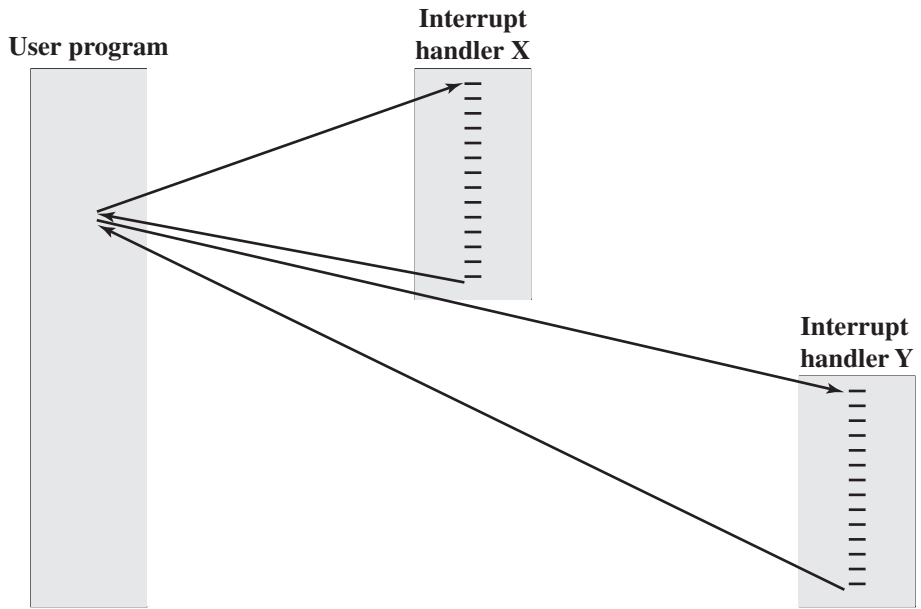 User program
Interrupt
handler X
Interrupt
handler Y